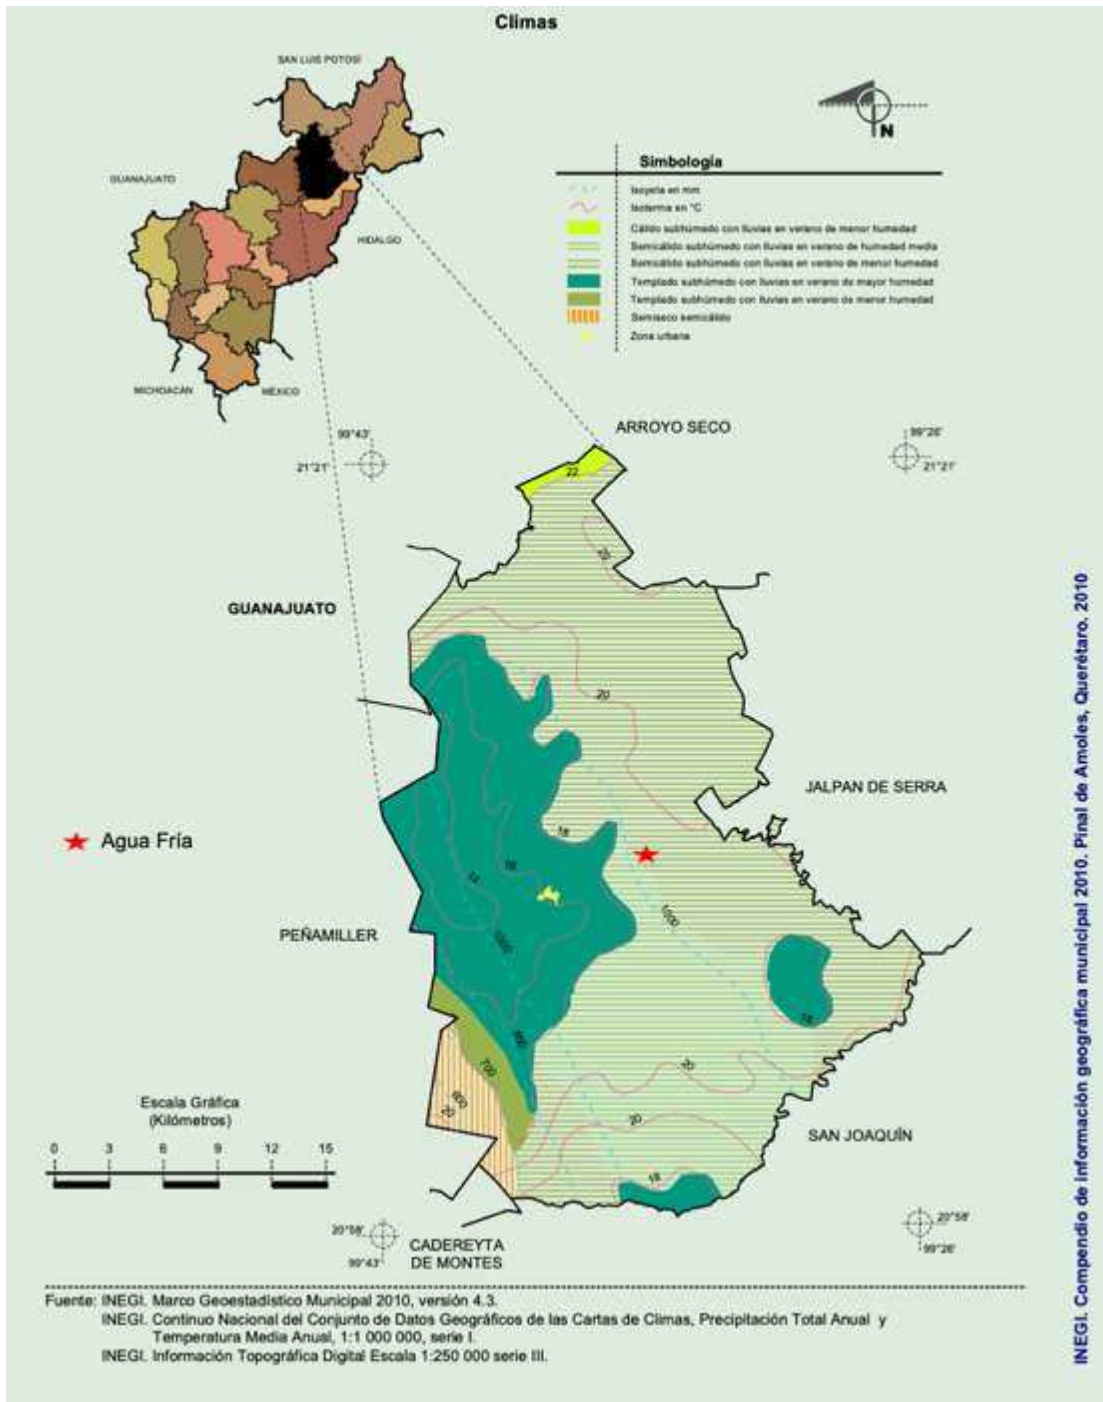 Climas
SAN LUIS POTOSÍ
GUANAJUATO
HIDALGO
MICHOACÁN
MÉXICO
N
Simbología
Isoyeta en mm
Isoterma en °C
Cálido subhúmedo con lluvias en verano de menor humedad
Semicálido subhúmedo con lluvias en verano de humedad media
Semicálido subhúmedo con lluvias en verano de menor humedad
Templado subhúmedo con lluvias en verano de mayor humedad
Templado subhúmedo con lluvias en verano de menor humedad
Semiseco semicálido
Zona urbana
ARROYO SECO
99°43'
21°21'
99°26'
21°21'
22
20
GUANAJUATO
20
JALPAN DE SERRA
18
Agua Fría
1000
PEÑAMILLER
18
800
700
20
600
20
20
Escala Gráfica
(Kilómetros)
0 3 6 9 12 15
SAN JOAQUÍN
18
20°58'
99°43'
CADEREYTA
DE MONTES
20°58'
99°26'
Fuente: INEGI. Marco Geoestadístico Municipal 2010, versión 4.3.
INEGI. Continuo Nacional del Conjunto de Datos Geográficos de las Cartas de Climas, Precipitación Total Anual y
Temperatura Media Anual, 1:1 000 000, serie I.
INEGI. Información Topográfica Digital Escala 1:250 000 serie III.
INEGI. Compendio de información geográfica municipal 2010. Pinal de Amoles, Querétaro. 2010